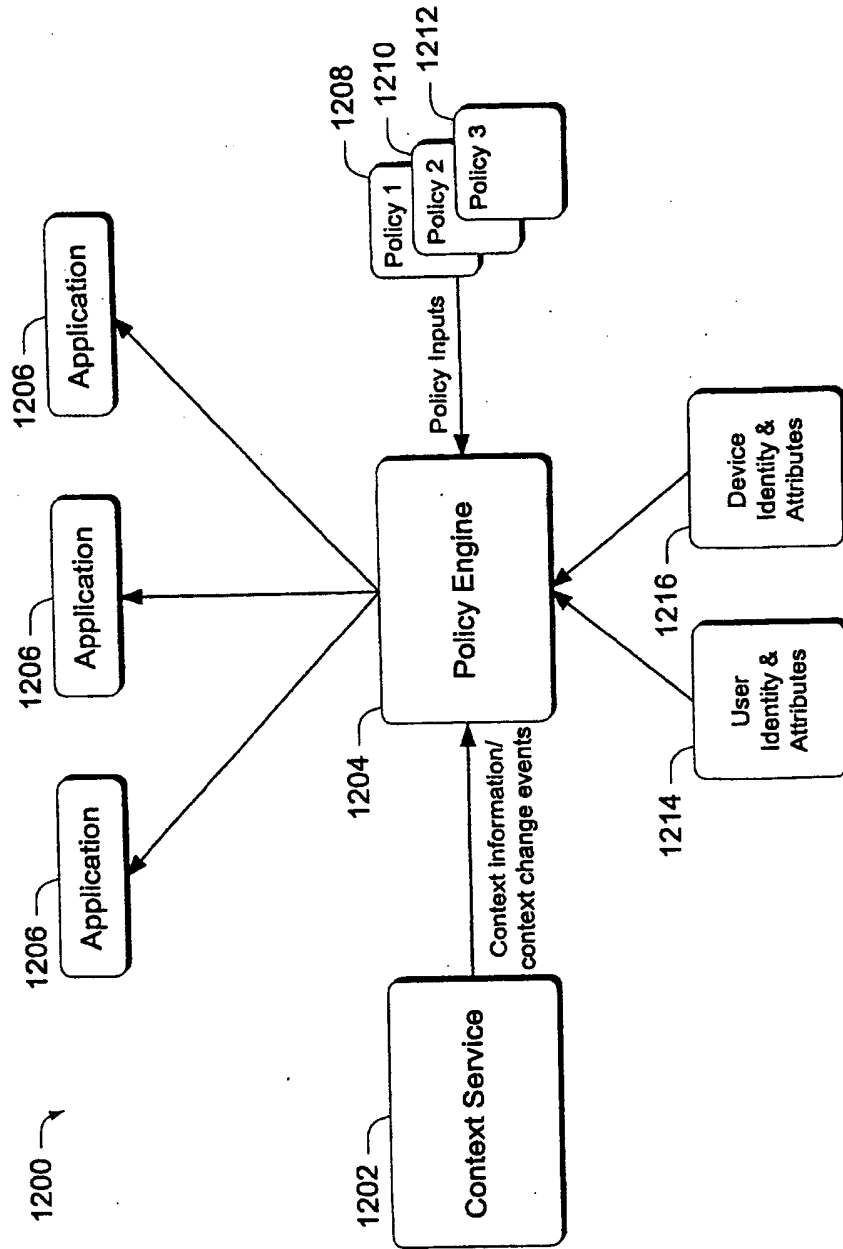 1200
1206
Application
1206
Application
1206
Application
1202
Context Service
Context information/
context change events
1204
Policy Engine
Policy Inputs
1208
Policy 1
1210
Policy 2
1212
Policy 3
1214
User
Identity &
Attributes
1216
Device
Identity &
Attributes